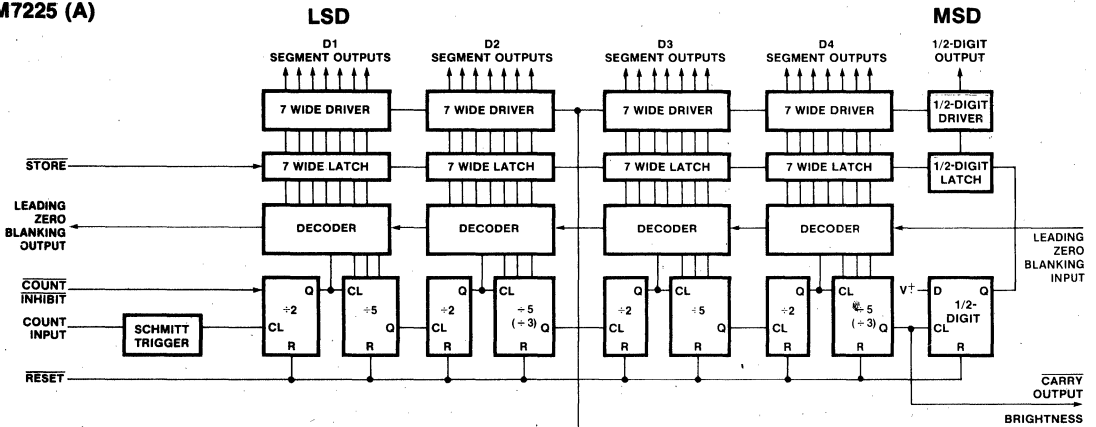 M7225 (A)
LSD
MSD
D1
SEGMENT OUTPUTS
D2
SEGMENT OUTPUTS
D3
SEGMENT OUTPUTS
D4
SEGMENT OUTPUTS
1/2-DIGIT
OUTPUT
7 WIDE DRIVER
7 WIDE DRIVER
7 WIDE DRIVER
7 WIDE DRIVER
1/2-DIGIT
DRIVER
STORE
7 WIDE LATCH
7 WIDE LATCH
7 WIDE LATCH
7 WIDE LATCH
1/2-DIGIT
LATCH
LEADING
ZERO
BLANKING
OUTPUT
DECODER
DECODER
DECODER
DECODER
LEADING
ZERO
BLANKING
INPUT
COUNT
INHIBIT
COUNT
INPUT
SCHMITT
TRIGGER
Q
÷2
CL
R
CL
÷5
Q
R
Q
÷2
CL
R
CL
÷5
(÷3)
Q
R
Q
÷2
CL
R
CL
÷5
Q
R
Q
÷2
CL
R
CL
÷5
(÷3)
Q
R
V+
D
Q
1/2-
DIGIT
CL
R
RESET
CARRY
OUTPUT
BRIGHTNESS